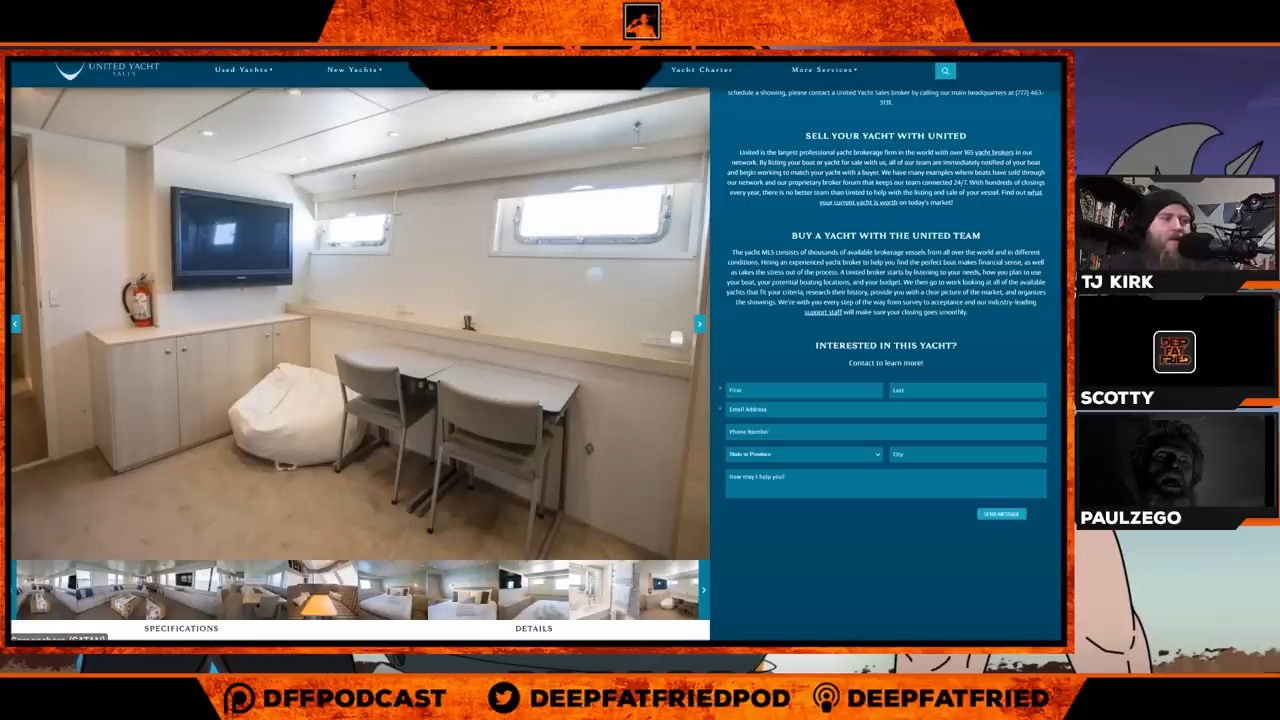 UNITED YACHT
SALES
Used Yachts
New Yachts
Yacht Charter
More Services
schedule a showing, please contact a United Yacht Sales broker by calling our main headquarters at (772) 463-
3131.
SELL YOUR YACHT WITH UNITED
United is the largest professional yacht brokerage firm in the world with over 165 yacht brokers in our
network. By listing your boat or yacht for sale with us, all of our team are immediately notified of your boat
and begin working to match your yacht with a buyer. We have many examples where boats have sold through
our network and our proprietary broker forum that keeps our team connected 24/7. With hundreds of closings
every year, there is no better team than United to help with the listing and sale of your vessel. Find out what
your current yacht is worth on today's market!
BUY A YACHT WITH THE UNITED TEAM
The yacht MLS consists of thousands of available brokerage vessels from all over the world and in different
conditions. Hiring an experienced yacht broker to help you find the perfect boat makes financial sense, as well
as takes the stress out of the process. A United broker starts by listening to your needs, how you plan to use
your boat, your potential boating locations, and your budget. We then go to work looking at all of the available
yachts that fit your criteria, research their history, provide you with a clear picture of the market, and organizes
the showings. We're with you every step of the way from survey to acceptance and our industry-leading
support staff will make sure your closing goes smoothly.
INTERESTED IN THIS YACHT?
Contact to learn more!
First
Last
Email Address
Phone Number
State or Province
City
How may I help you?
SEND MESSAGE
SPECIFICATIONS
DETAILS
TJ KIRK
DEEP
FAT
FRIED
SCOTTY
PAULZEGO
DFFPODCAST
DEEPFATFRIEDPOD
DEEPFATFRIED